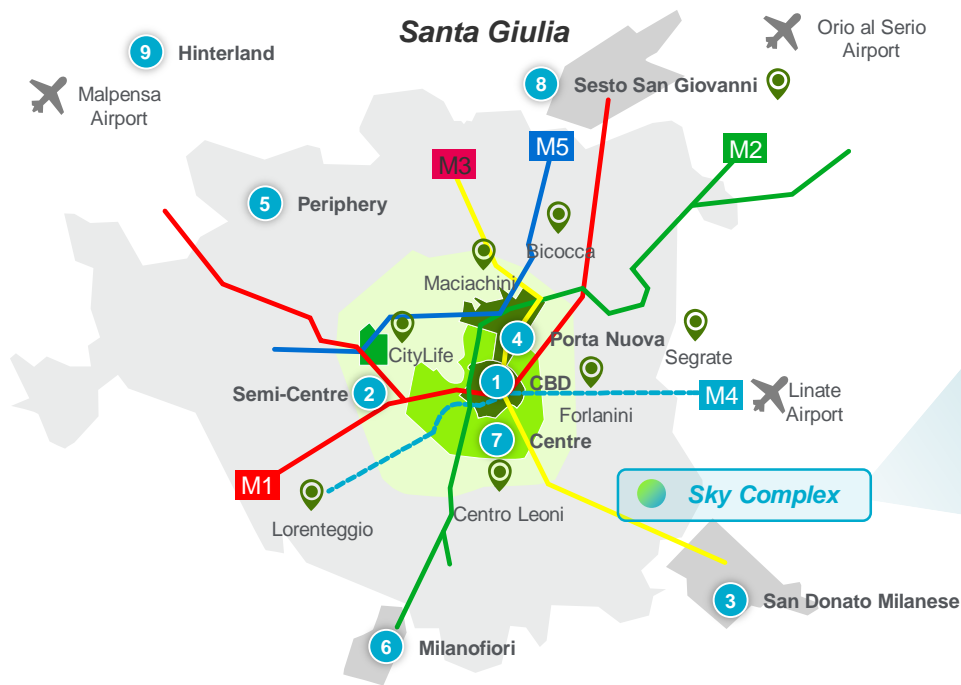 Santa Giulia
Orio al Serio
Airport
9 Hinterland
Malpensa
Airport
8 Sesto San Giovanni
M3
M5
M2
5 Periphery
Bicocca
Maciachini
4 Porta Nuova
CityLife
Segrate
1 CBD
Semi-Centre 2
Forlanini
M4
Linate
Airport
7 Centre
M1
Sky Complex
Lorenteggio
Centro Leoni
3 San Donato Milanese
6 Milanofiori